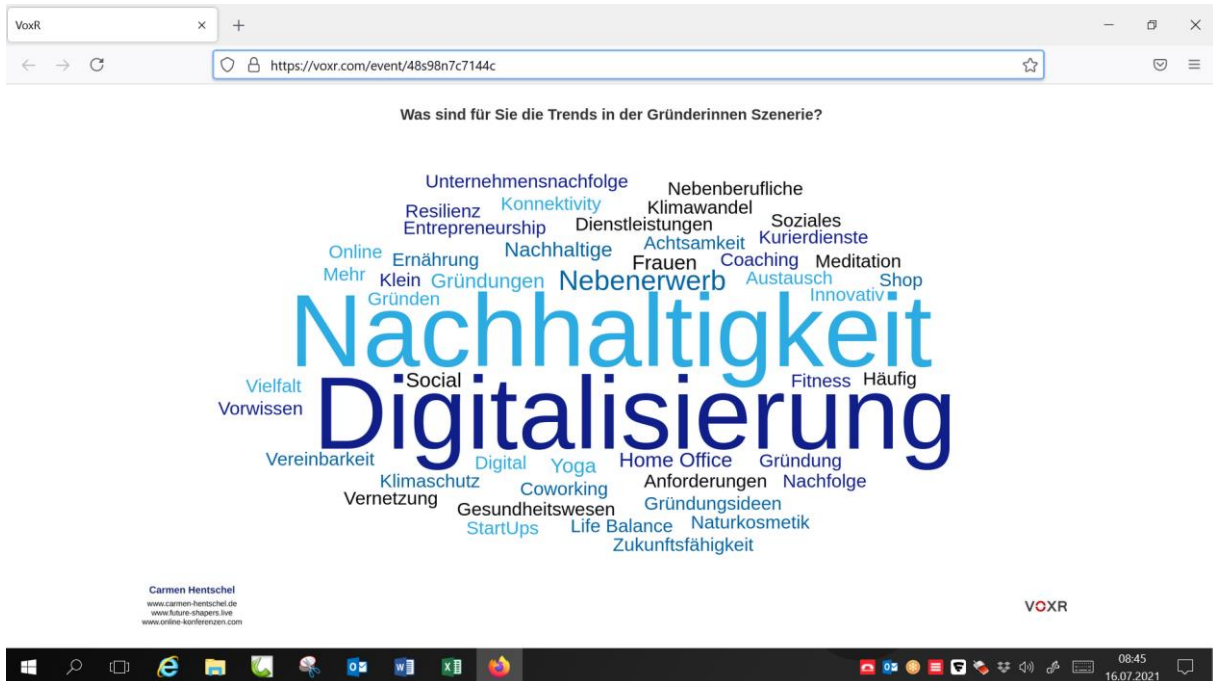 VoxR
https://voxr.com/event/48s98n7c7144c
Was sind für Sie die Trends in der Gründerinnen Szenerie?
Unternehmensnachfolge Nebenberufliche
Resilienz Konnektivity Klimawandel
Entrepreneurship Dienstleistungen Soziales
Online Ernährung Nachhaltige Achtsamkeit Kurierdienste
Mehr Klein Gründungen Nebenerwerb Frauen Coaching Meditation
Gründen Austausch Innovativ Shop
Nachhaltigkeit
Vielfalt Social Fitness Häufig
Vorwissen Digitalisierung
Vereinbarkeit Digital Yoga Home Office Gründung
Klimaschutz Coworking Anforderungen Nachfolge
Vernetzung Gesundheitswesen Gründungsideen
StartUps Life Balance Naturkosmetik
Zukunftsfähigkeit
Carmen Hentschel
www.carmen-hentschel.de
www.future-shapers.live
www.online-konferenzen.com
VOXR
08:45
16.07.2021